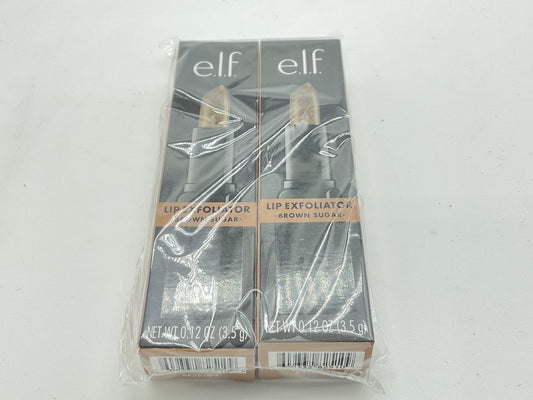 e.l.f.
LIP EXFOLIATOR
BROWN SUGAR•
NET WT 0.12 OZ (3.5g)
e.l.f.
LIP EXFOLIATOR
•BROWN SUGAR•
NET WT 0.12 OZ (3.5 g)